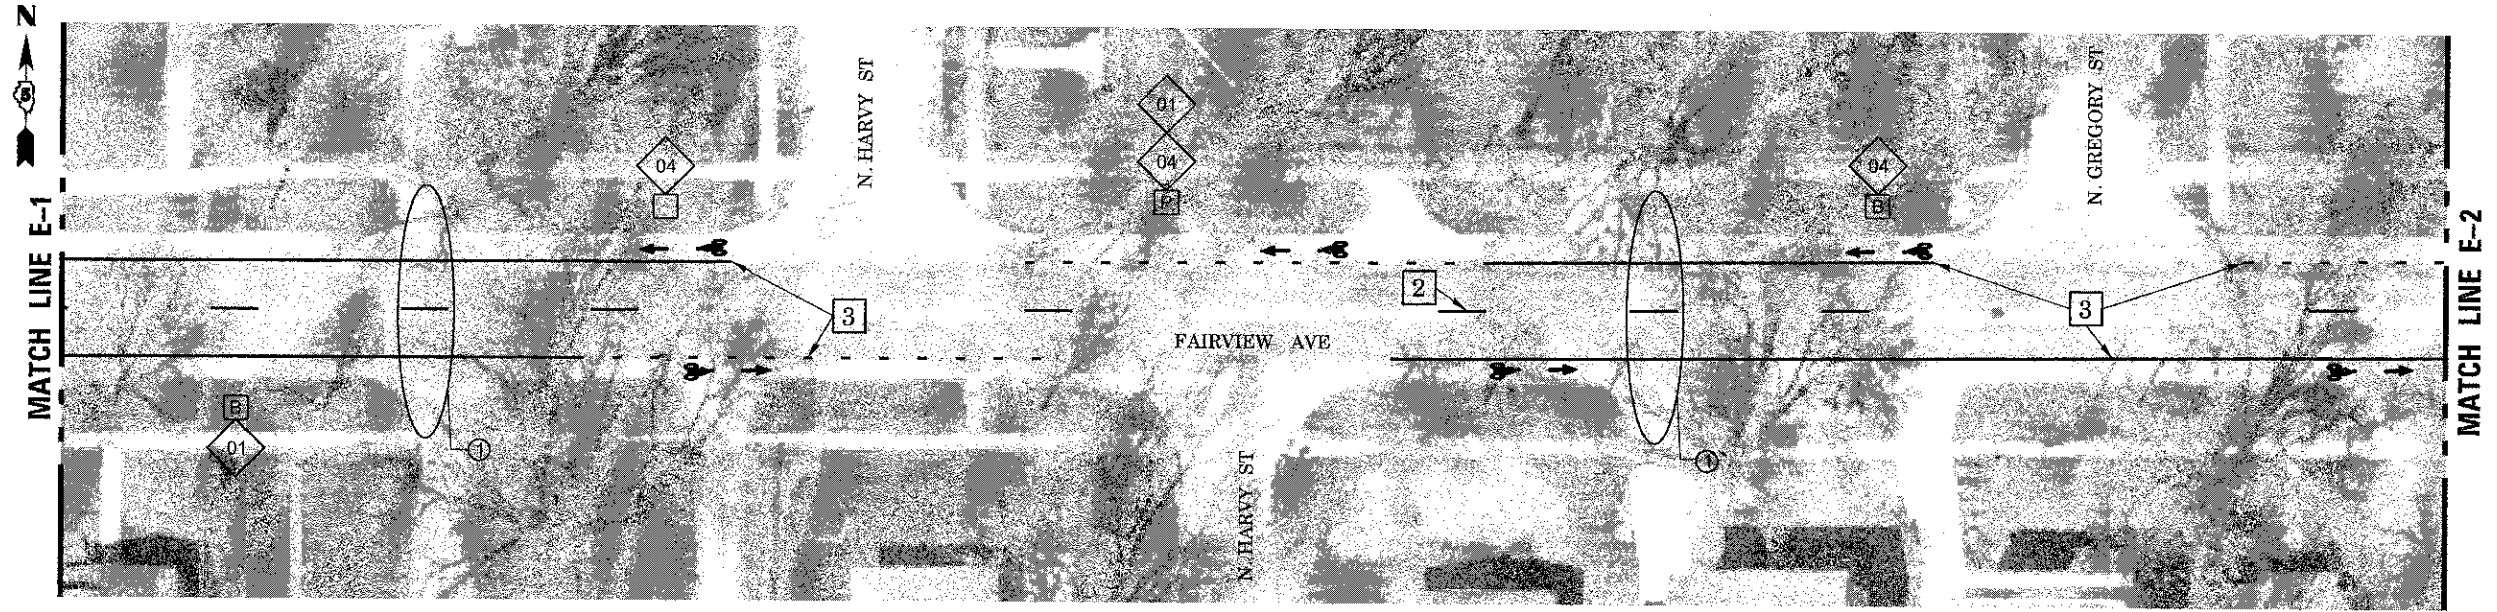 N
MATCH LINE E-1
N. HARVY ST
N. GREGORY ST
MATCH LINE E-2
01
04
04
P
04
B
2
3
3
FAIRVIEW AVE
B
01
1
1
N. HARVY ST